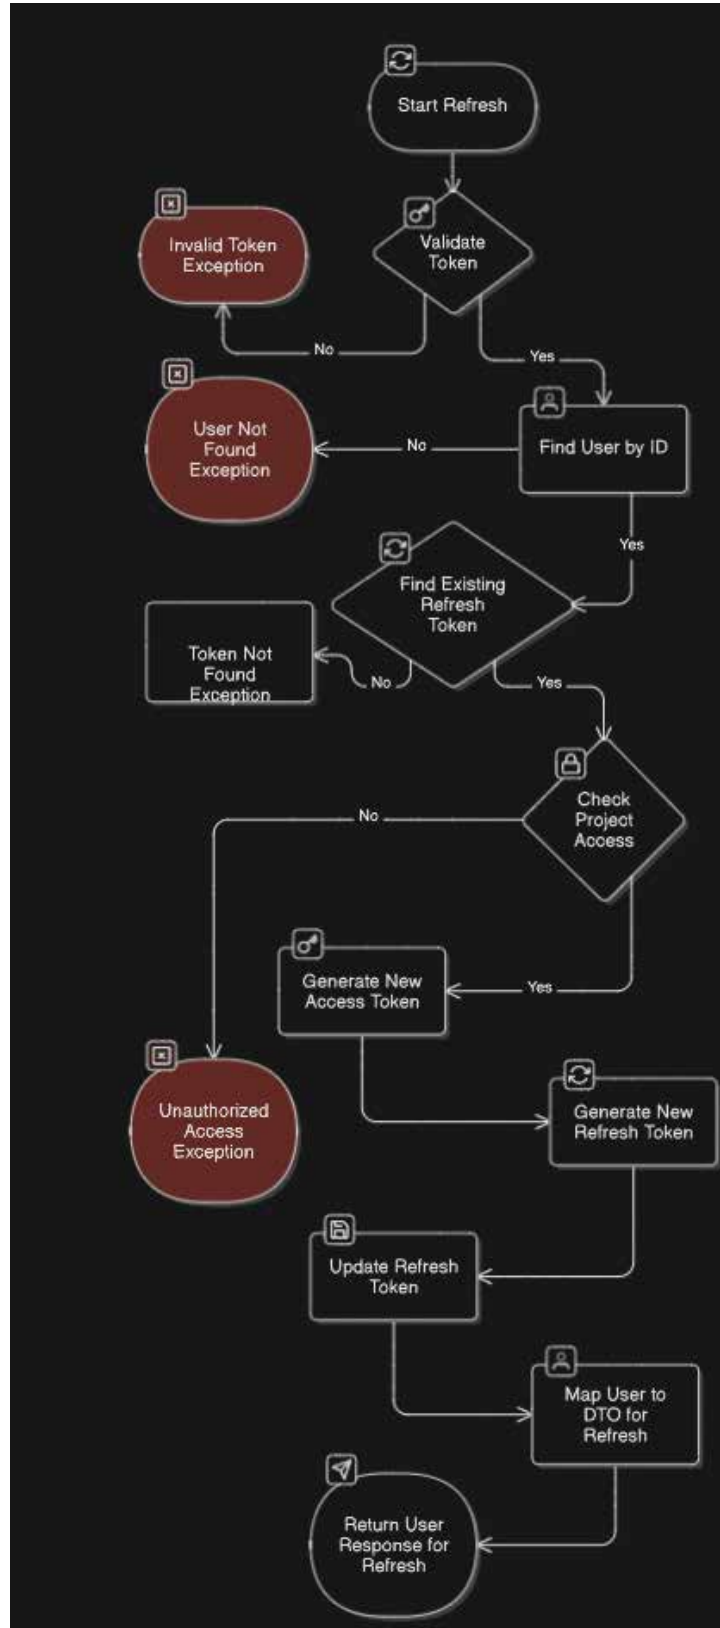 Start Refresh
Validate
Token
Invalid Token
Exception
No
Yes
User Not
Found
Exception
No
Find User by ID
Yes
Find Existing
Refresh
Token
Token Not
Found
Exception
No
Yes
Check
Project
Access
No
Generate New
Access Token
Yes
Unauthorized
Access
Exception
Generate New
Refresh Token
Update Refresh
Token
Map User to
DTO for
Refresh
Return User
Response for
Refresh